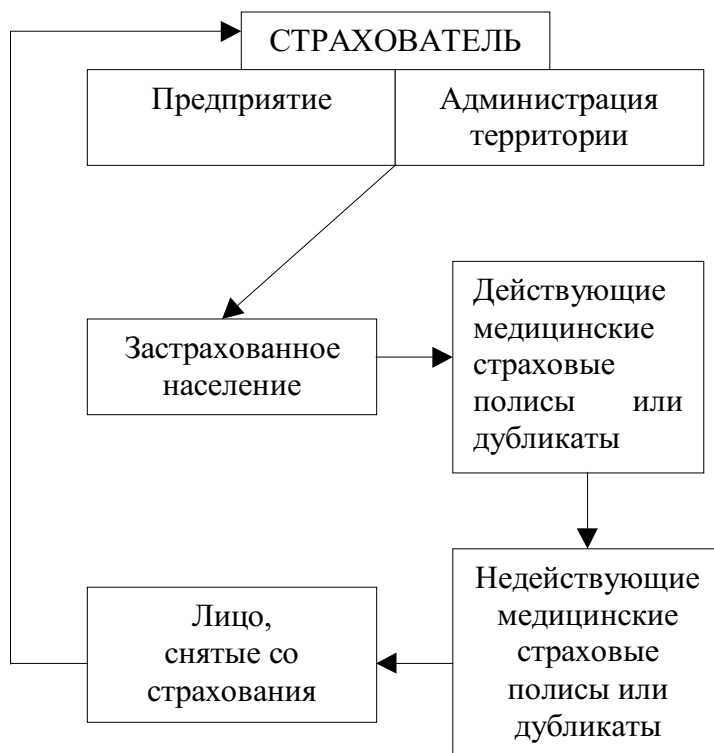 СТРАХОВАТЕЛЬ
Предприятие
Администрация
территории
Застрахованное
население
Действующие
медицинские
страховые
полисы или
дубликаты
Недействующие
медицинские
страховые
полисы или
дубликаты
Лицо,
снятые со
страхования